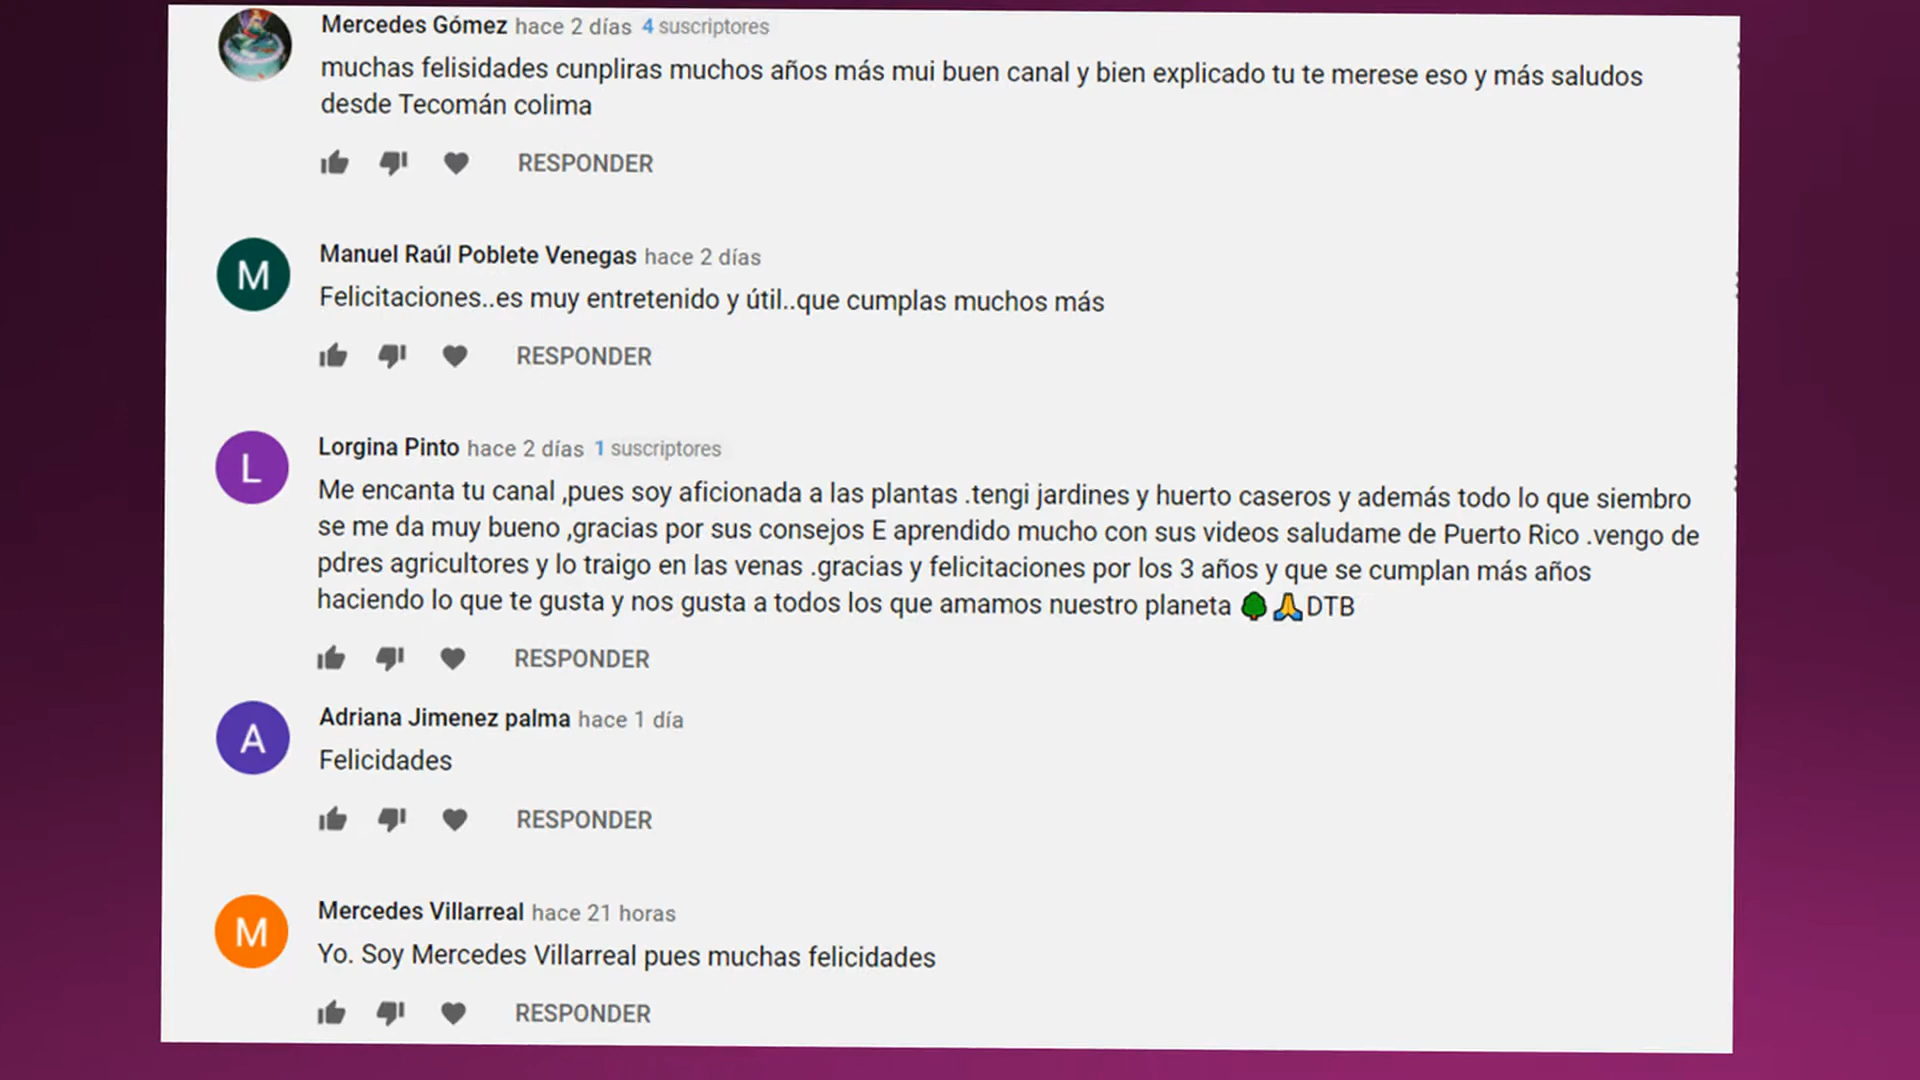 Mercedes Gómez hace 2 días 4 suscriptores
muchas felisidades cunpliras muchos años más mui buen canal y bien explicado tu te merese eso y más saludos
desde Tecomán colima
RESPONDER
M
Manuel Raúl Poblete Venegas hace 2 días
Felicitaciones..es muy entretenido y útil..que cumplas muchos más
RESPONDER
L
Lorgina Pinto hace 2 días 1 suscriptores
Me encanta tu canal ,pues soy aficionada a las plantas .tengi jardines y huerto caseros y además todo lo que siembro
se me da muy bueno ,gracias por sus consejos E aprendido mucho con sus videos saludame de Puerto Rico .vengo de
pdres agricultores y lo traigo en las venas .gracias y felicitaciones por los 3 años y que se cumplan más años
haciendo lo que te gusta y nos gusta a todos los que amamos nuestro planeta 🌳🙏DTB
RESPONDER
A
Adriana Jimenez palma hace 1 día
Felicidades
RESPONDER
M
Mercedes Villarreal hace 21 horas
Yo. Soy Mercedes Villarreal pues muchas felicidades
RESPONDER